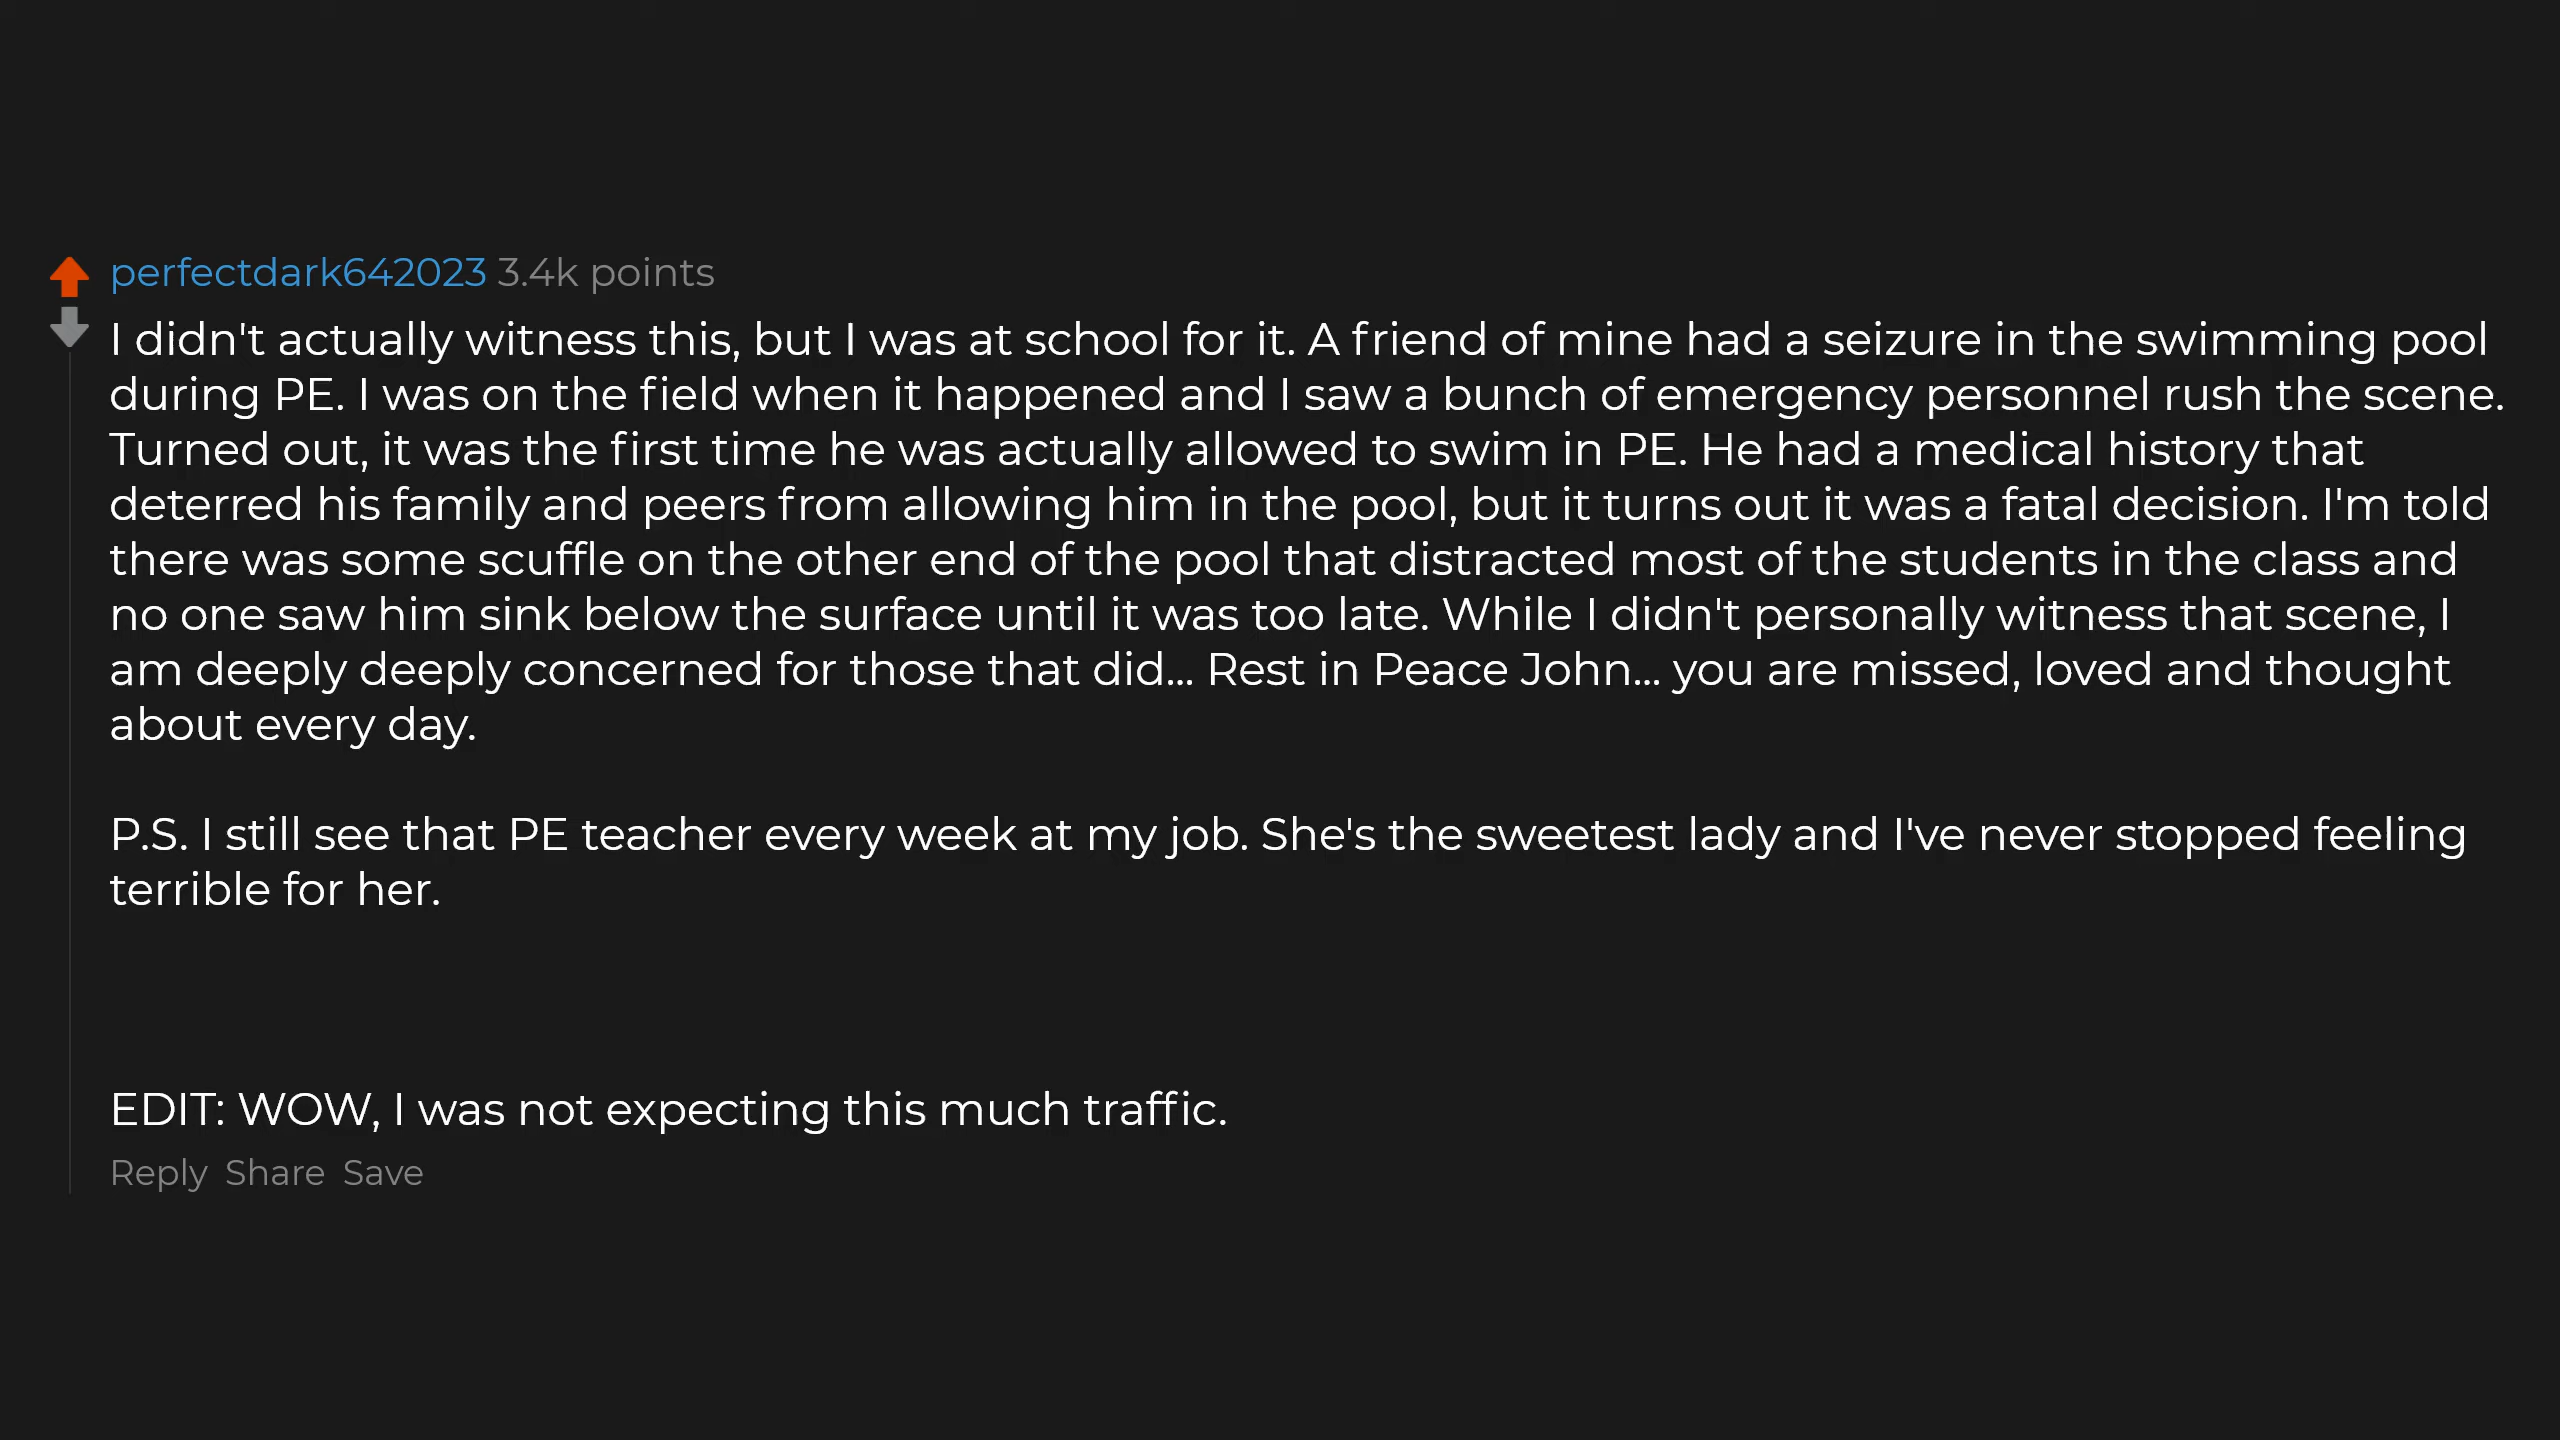 perfectdark642023 3.4k points
I didn't actually witness this, but I was at school for it. A friend of mine had a seizure in the swimming pool
during PE. I was on the field when it happened and I saw a bunch of emergency personnel rush the scene.
Turned out, it was the first time he was actually allowed to swim in PE. He had a medical history that
deterred his family and peers from allowing him in the pool, but it turns out it was a fatal decision. I'm told
there was some scuffle on the other end of the pool that distracted most of the students in the class and
no one saw him sink below the surface until it was too late. While I didn't personally witness that scene, I
am deeply deeply concerned for those that did... Rest in Peace John... you are missed, loved and thought
about every day.
P.S. I still see that PE teacher every week at my job. She's the sweetest lady and I've never stopped feeling
terrible for her.
EDIT: WOW, I was not expecting this much traffic.
Reply Share Save